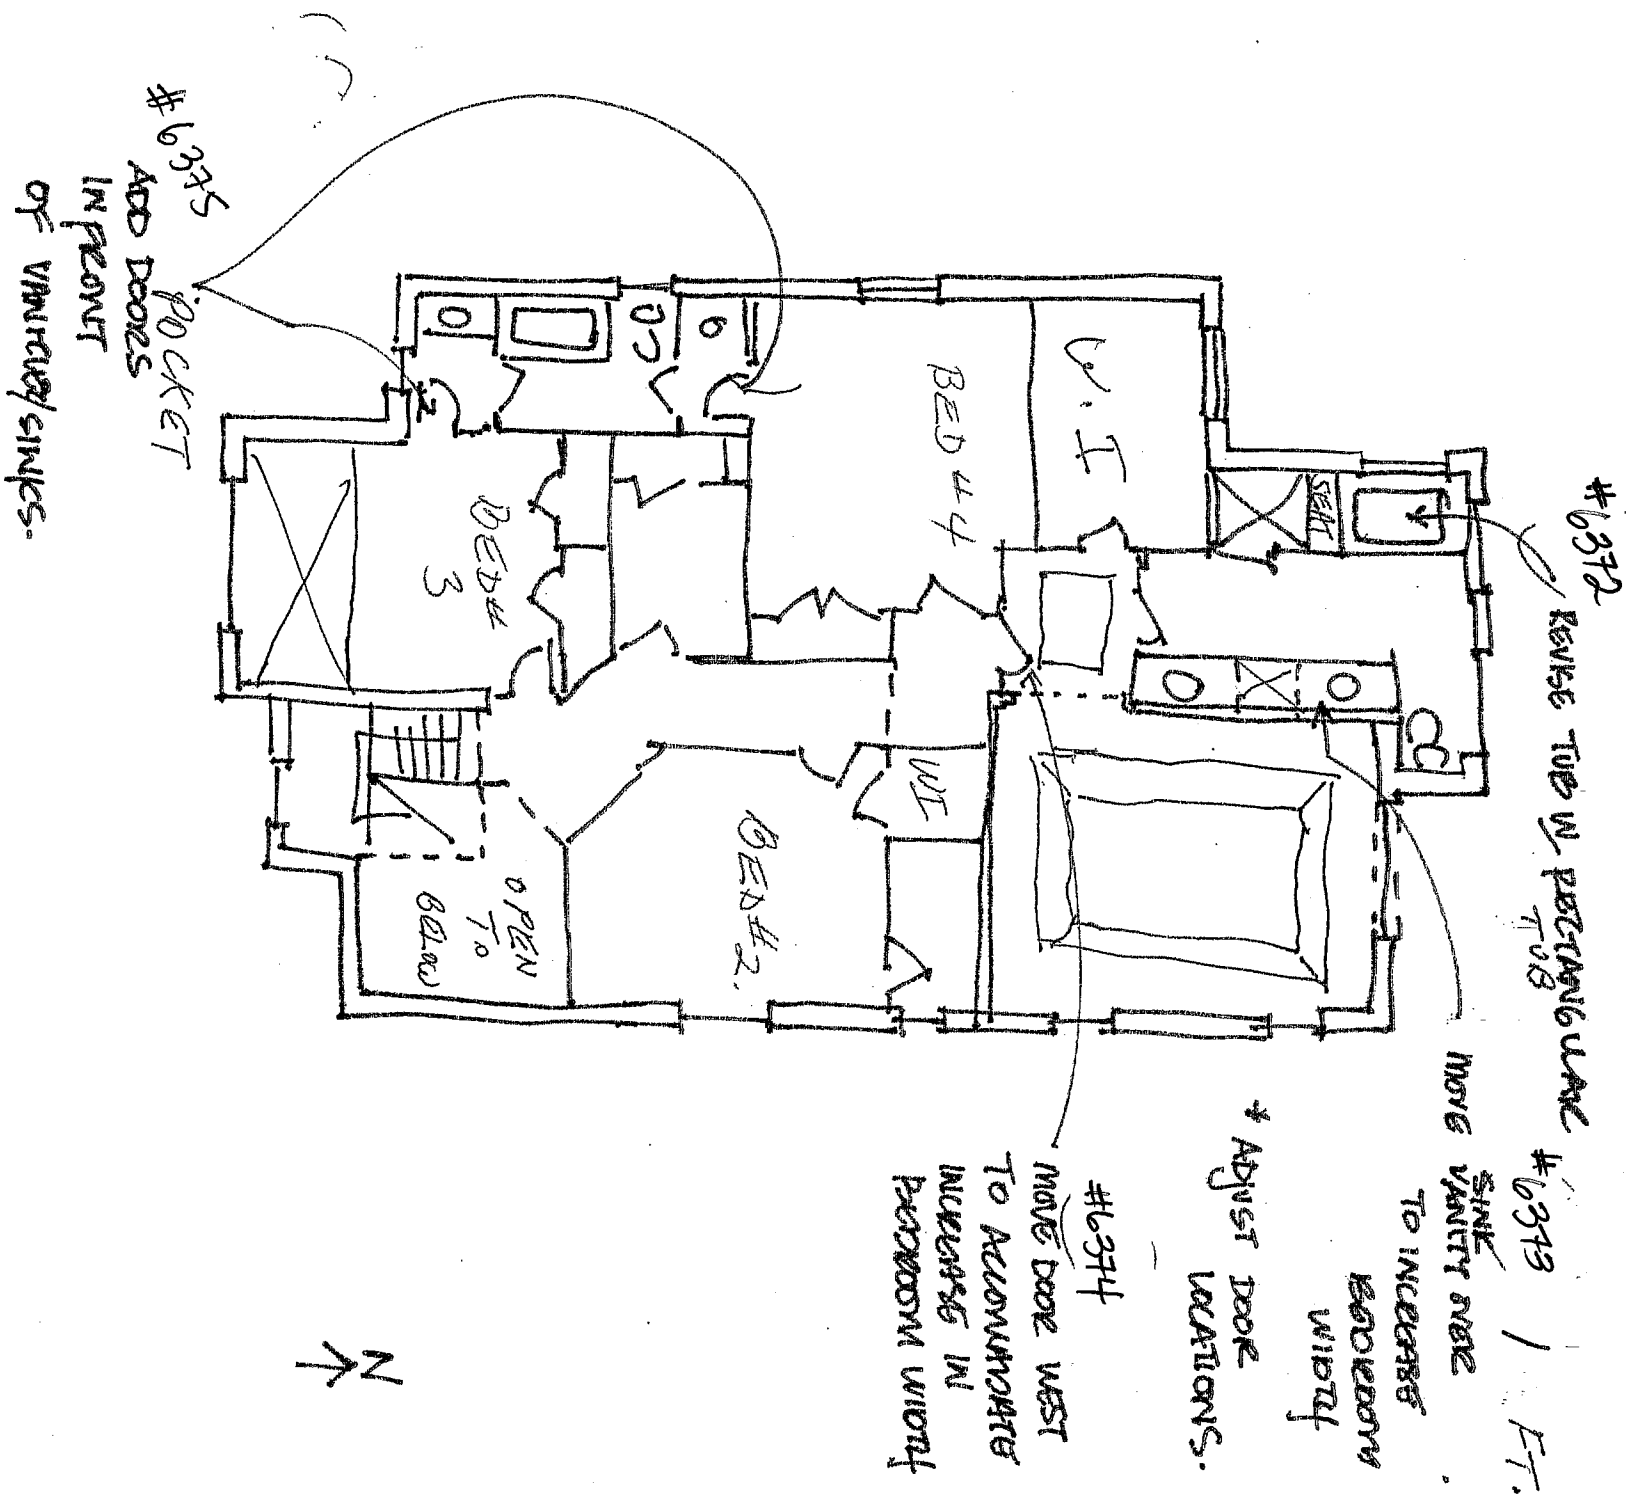 #6372
REVISE TUB W RECTANGULAR
TUB
#6373 1 FT.
SINK
MOVE VANITY OVER
TO INCREASE
BEDROOM
WIDTH
* ADJUST DOOR
LOCATIONS.
#6374
MOVE DOOR WEST
TO ACCOMMODATE
INCREASE IN
BEDROOM WIDTH
SEAT
W.I
BED #4
WI
BED #2.
BED #
3
OPEN
TO
BELOW
#6375
POCKET
ADD DOORS
IN FRONT
OF VANITIES/SINKS.
N